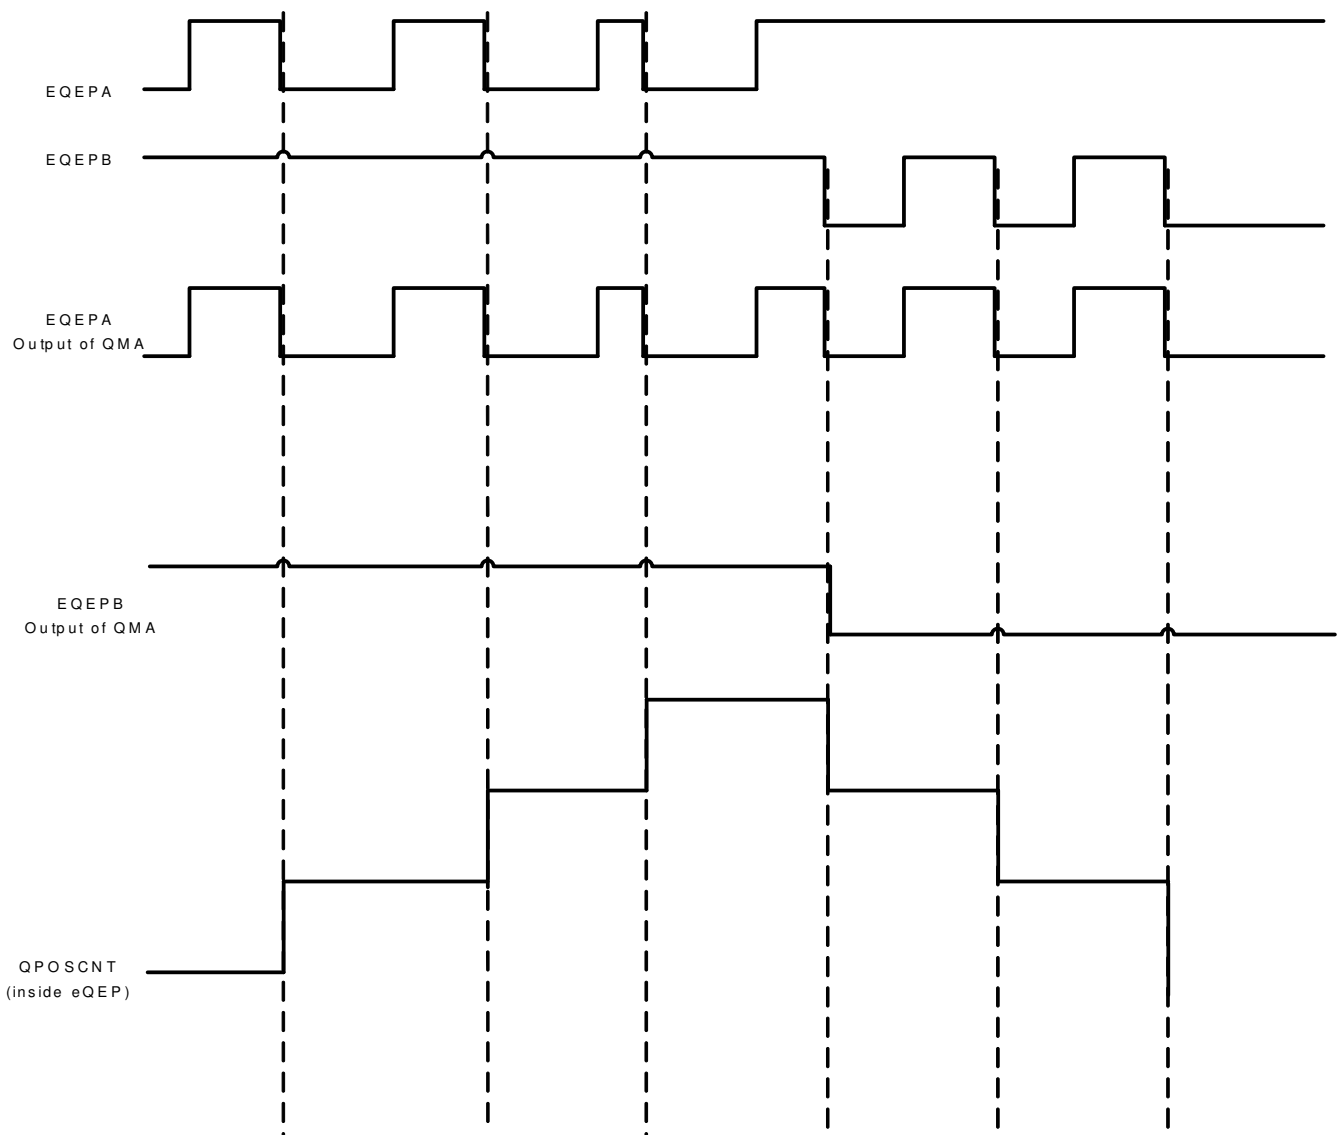 EQEPA
EQEPB
EQEPA
Output of QMA
EQEPB
Output of QMA
QPOSCNT
(inside eQEP)